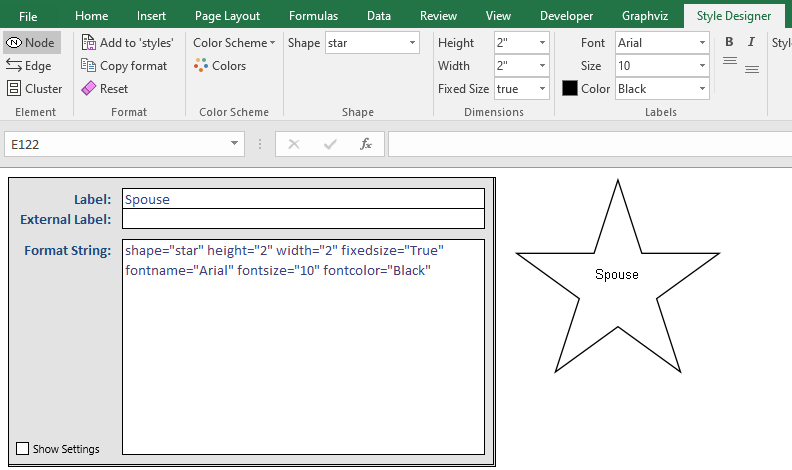 File Home Insert Page Layout Formulas Data Review View Developer Graphviz Style Designer
Node Add to 'styles' Color Scheme Shape star Height 2" Font Arial B I
Edge Copy format Colors Width 2" Size 10
Cluster Reset Fixed Size true Color Black
Element Format Color Scheme Shape Dimensions Labels
E122 fx
Label: Spouse
External Label:
Format String: shape="star" height="2" width="2" fixedsize="True"
fontname="Arial" fontsize="10" fontcolor="Black"
Spouse
Show Settings